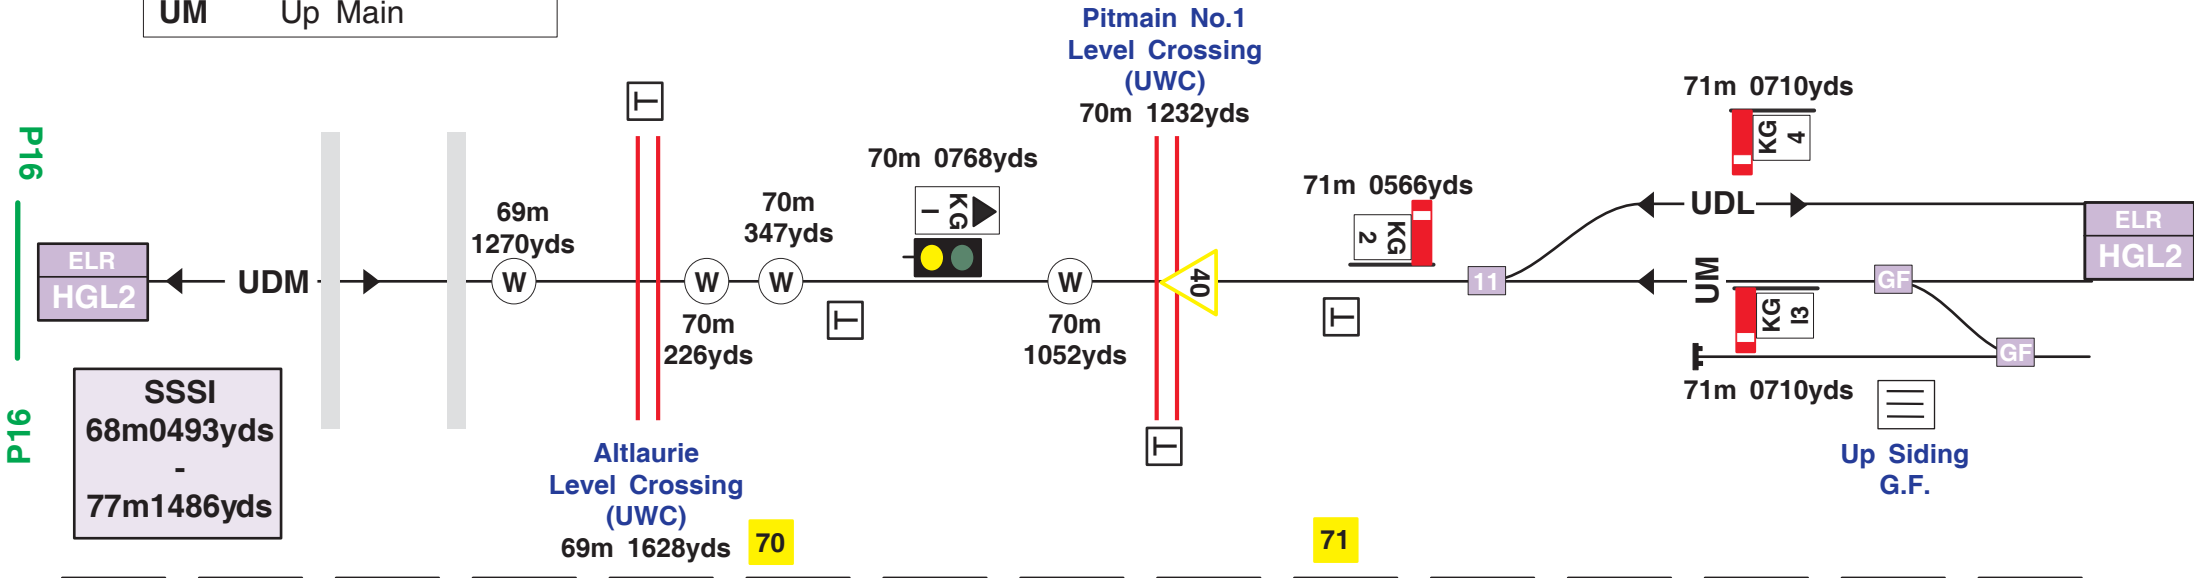 UM Up Main
Pitmain No.1
Level Crossing
(UWC)
70m 1232yds
P16
P16
ELR
HGL2
UDM
SSSI
68m0493yds
-
77m1486yds
69m
1270yds
W
T
Altlaurie
Level Crossing
(UWC)
69m 1628yds
W
70m
226yds
70m
347yds
W
70
T
70m 0768yds
KG
1
W
70m
1052yds
40
T
71m 0566yds
KG
2
T
71
11
71m 0710yds
KG
4
UDL
UM
KG
13
71m 0710yds
GF
GF
Up Siding
G.F.
ELR
HGL2